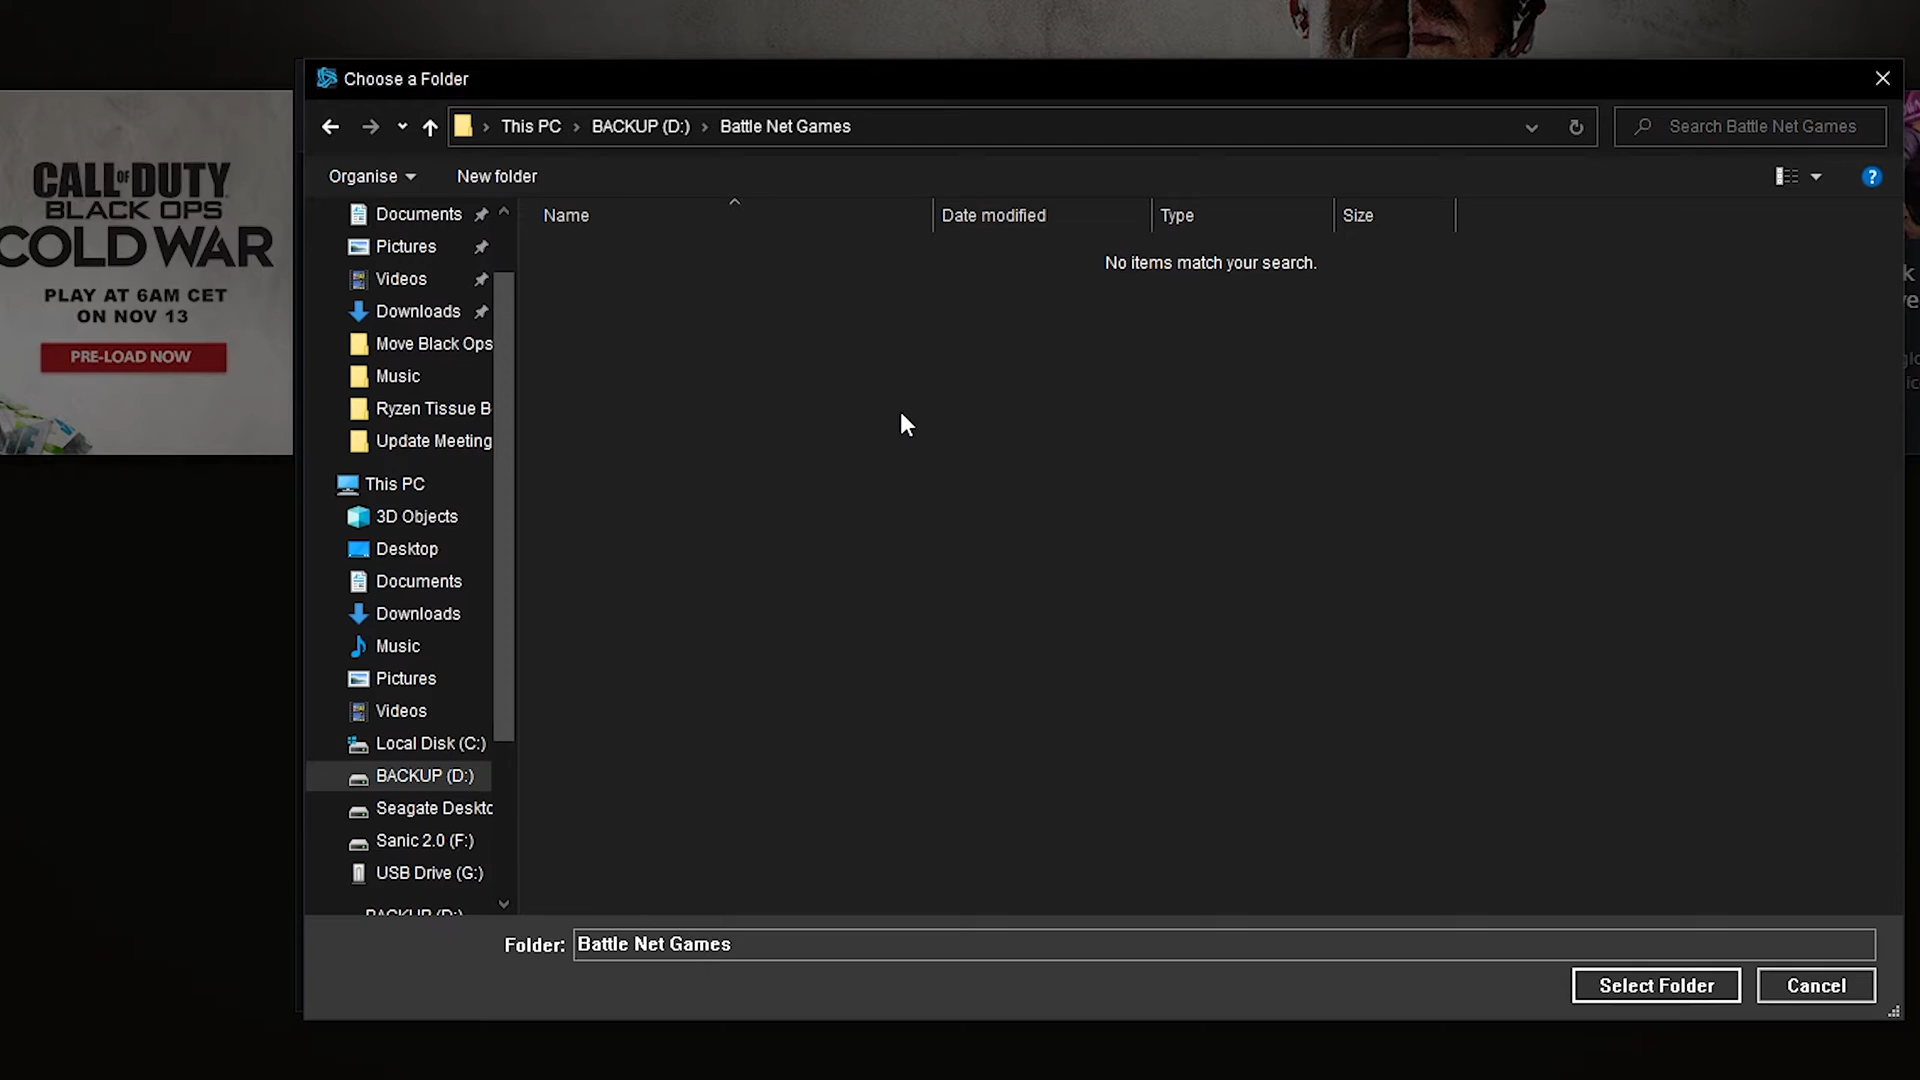 Choose a Folder
This PC
BACKUP (D:)
Battle Net Games
Search Battle Net Games
Organise
New folder
?
Name
Date modified
Type
Size
No items match your search.
Documents
Pictures
Videos
Downloads
Move Black Ops
Music
Ryzen Tissue B
Update Meeting
This PC
3D Objects
Desktop
Documents
Downloads
Music
Pictures
Videos
Local Disk (C:)
BACKUP (D:)
Seagate Deskto
Sanic 2.0 (F:)
USB Drive (G:)
BACKUP (D:)
Folder: Battle Net Games
Select Folder
Cancel
CALL OF DUTY
BLACK OPS
COLD WAR
PLAY AT 6AM CET
ON NOV 13
PRE-LOAD NOW